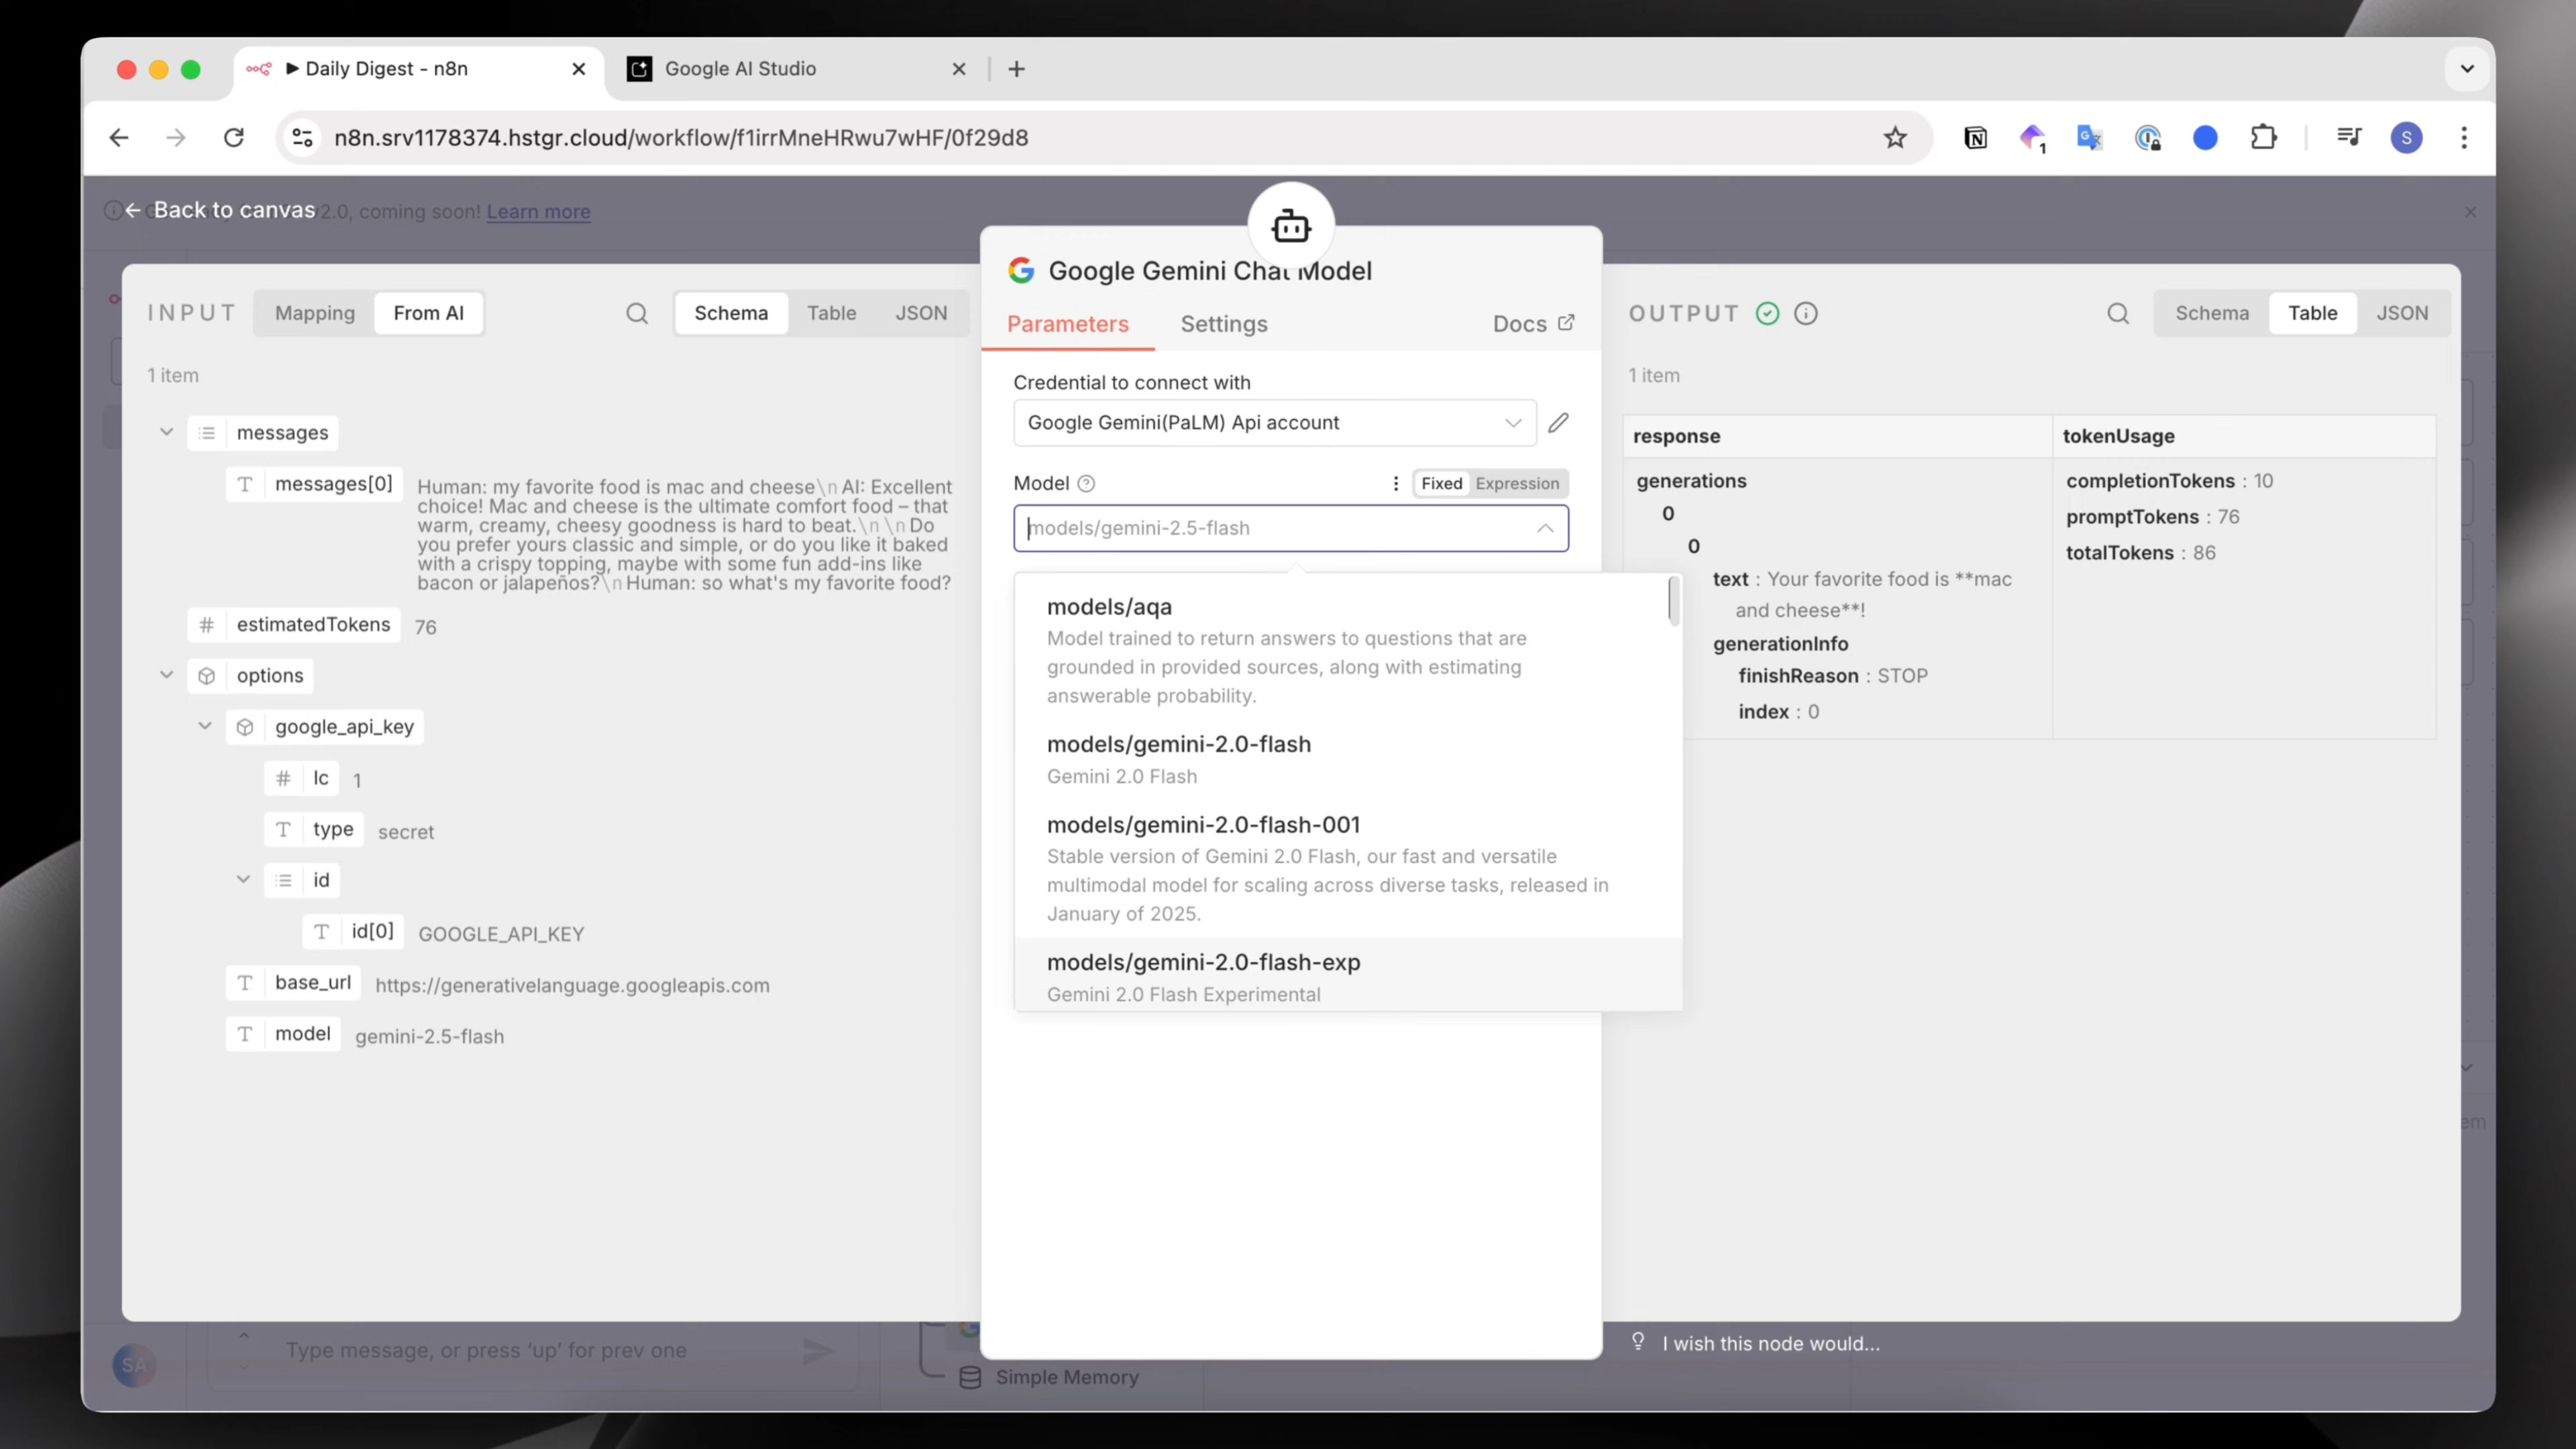 Daily Digest - n8n
Google AI Studio
n8n.srv1178374.hstgr.cloud/workflow/f1irrMneHRwu7wHF/0f29d8
N
1
S
Back to canvas
v2.0, coming soon! Learn more
INPUT
Mapping
From AI
Schema
Table
JSON
1 item
messages
T messages[0]
Human: my favorite food is mac and cheese\n AI: Excellent
choice! Mac and cheese is the ultimate comfort food – that
warm, creamy, cheesy goodness is hard to beat.\n \n Do
you prefer yours classic and simple, or do you like it baked
with a crispy topping, maybe with some fun add-ins like
bacon or jalapeños?\n Human: so what's my favorite food?
# estimatedTokens 76
options
google_api_key
# lc 1
T type secret
id
T id[0] GOOGLE_API_KEY
T base_url https://generativelanguage.googleapis.com
T model gemini-2.5-flash
Google Gemini Chat Model
Parameters
Settings
Docs
Credential to connect with
Google Gemini(PaLM) Api account
Model
Fixed
Expression
models/gemini-2.5-flash
models/aqa
Model trained to return answers to questions that are
grounded in provided sources, along with estimating
answerable probability.
models/gemini-2.0-flash
Gemini 2.0 Flash
models/gemini-2.0-flash-001
Stable version of Gemini 2.0 Flash, our fast and versatile
multimodal model for scaling across diverse tasks, released in
January of 2025.
models/gemini-2.0-flash-exp
Gemini 2.0 Flash Experimental
OUTPUT
Schema
Table
JSON
1 item
response
tokenUsage
generations
0
0
text : Your favorite food is **mac
and cheese**!
generationInfo
finishReason : STOP
index : 0
completionTokens : 10
promptTokens : 76
totalTokens : 86
SA
Type message, or press 'up' for prev one
Simple Memory
I wish this node would...